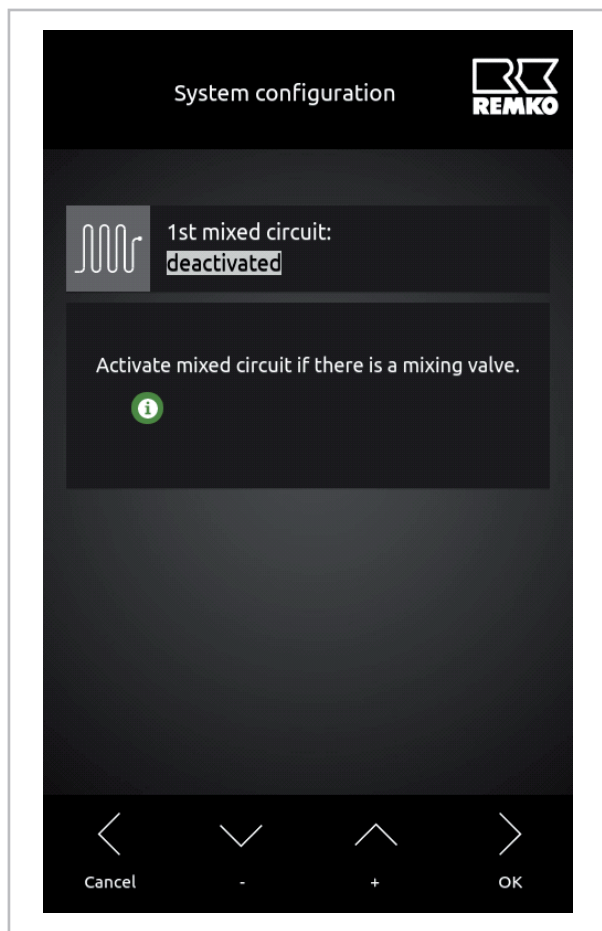 System configuration
REMKO
1st mixed circuit:
deactivated
Activate mixed circuit if there is a mixing valve.
i
Cancel - + OK